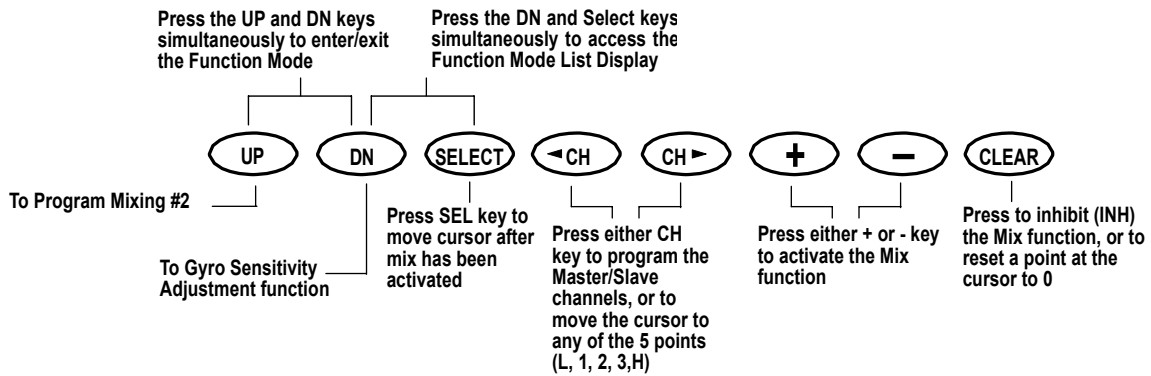 Press the UP and DN keys
simultaneously to enter/exit
the Function Mode
Press the DN and Select keys
simultaneously to access the
Function Mode List Display
UP
DN
SELECT
◄CH
CH►
+
−
CLEAR
To Program Mixing #2
To Gyro Sensitivity
Adjustment function
Press SEL key to
move cursor after
mix has been
activated
Press either CH
key to program the
Master/Slave
channels, or to
move the cursor to
any of the 5 points
(L, 1, 2, 3,H)
Press either + or - key
to activate the Mix
function
Press to inhibit (INH)
the Mix function, or to
reset a point at the
cursor to 0